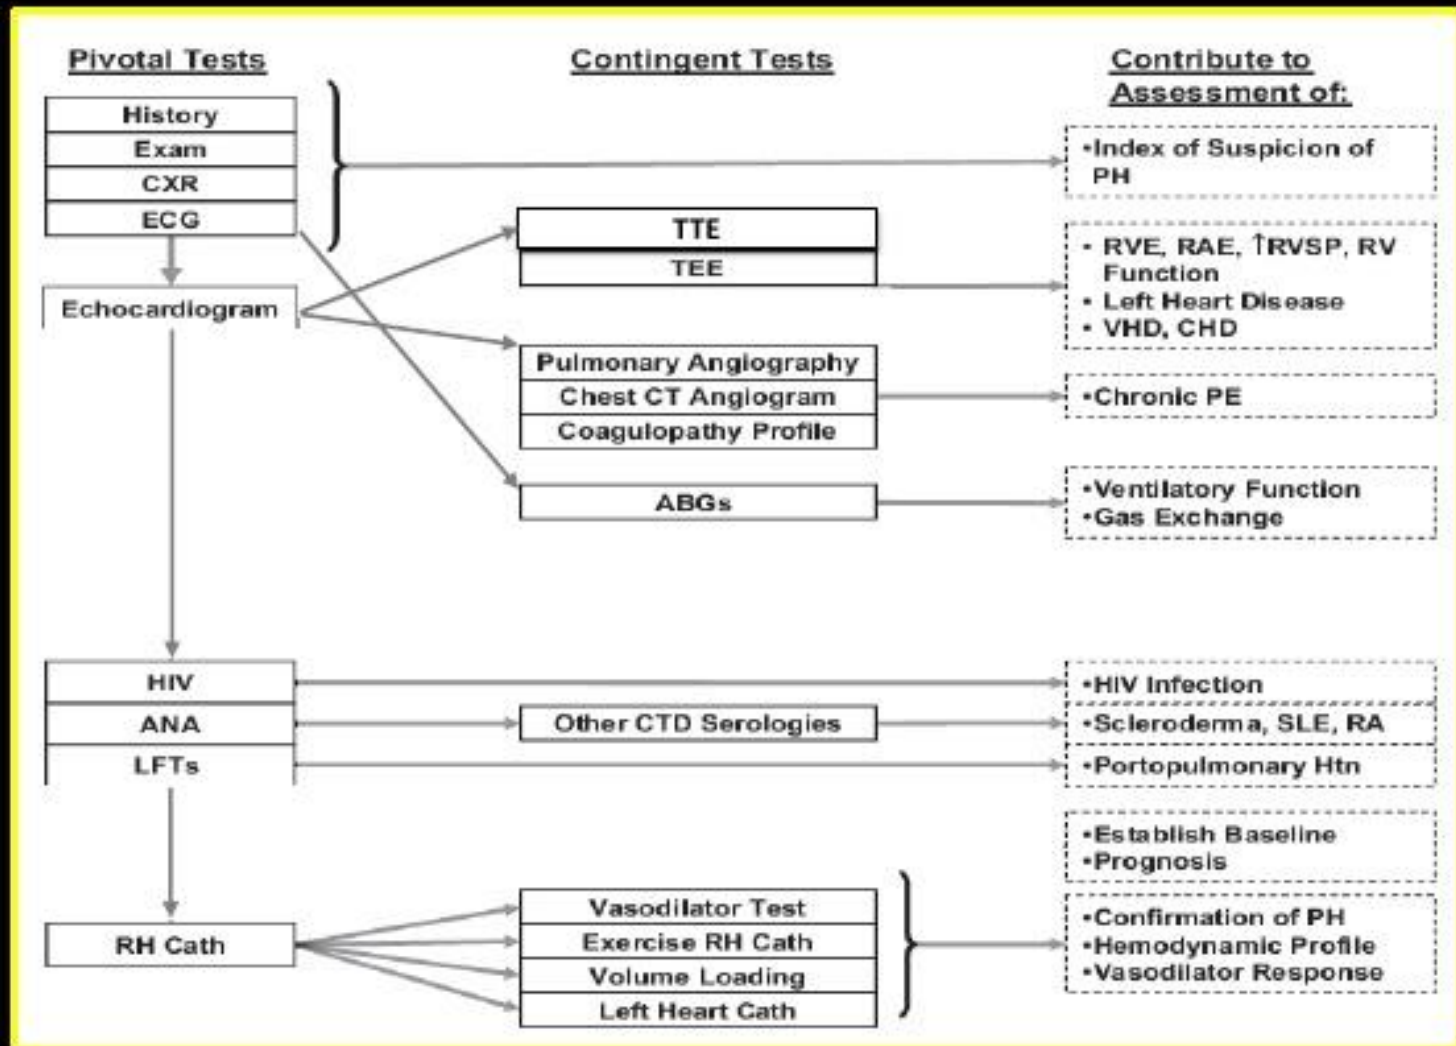 Pivotal Tests
Contingent Tests
Contribute to
Assessment of:
History
Exam
CXR
ECG
•Index of Suspicion of
PH
TTE
TEE
• RVE, RAE, ↑RVSP, RV
Function
• Left Heart Disease
• VHD, CHD
Echocardiogram
Pulmonary Angiography
Chest CT Angiogram
Coagulopathy Profile
•Chronic PE
ABGs
•Ventilatory Function
•Gas Exchange
HIV
•HIV Infection
ANA
Other CTD Serologies
•Scleroderma, SLE, RA
LFTs
•Portopulmonary Htn
•Establish Baseline
•Prognosis
RH Cath
Vasodilator Test
Exercise RH Cath
Volume Loading
Left Heart Cath
•Confirmation of PH
•Hemodynamic Profile
•Vasodilator Response